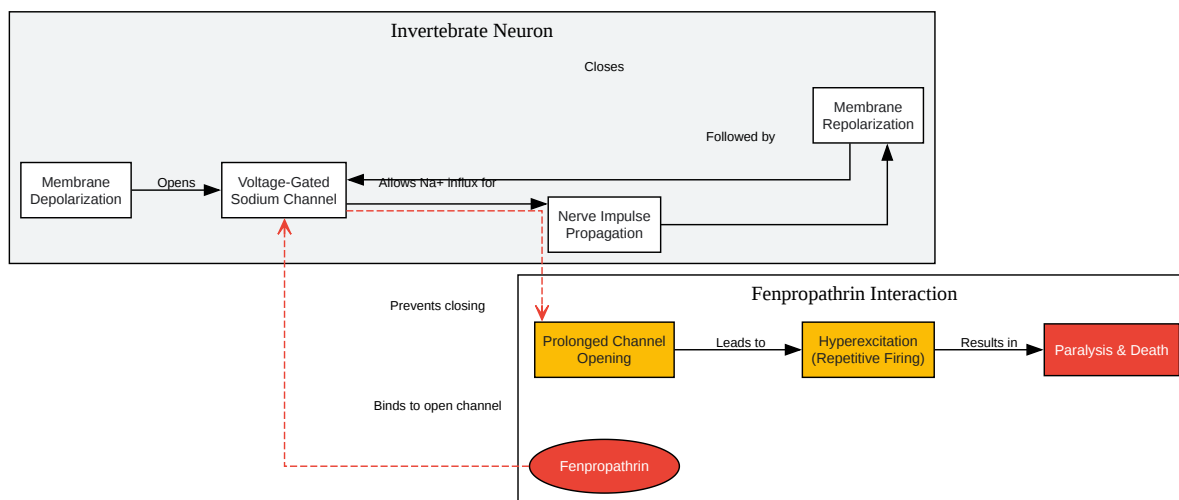 Invertebrate Neuron
Closes
Membrane
Repolarization
Followed by
Membrane
Depolarization
Opens
Voltage-Gated
Sodium Channel
Allows Na+ influx for
Nerve Impulse
Propagation
Fenpropathrin Interaction
Prevents closing
Prolonged Channel
Opening
Leads to
Hyperexcitation
(Repetitive Firing)
Results in
Paralysis & Death
Binds to open channel
Fenpropathrin